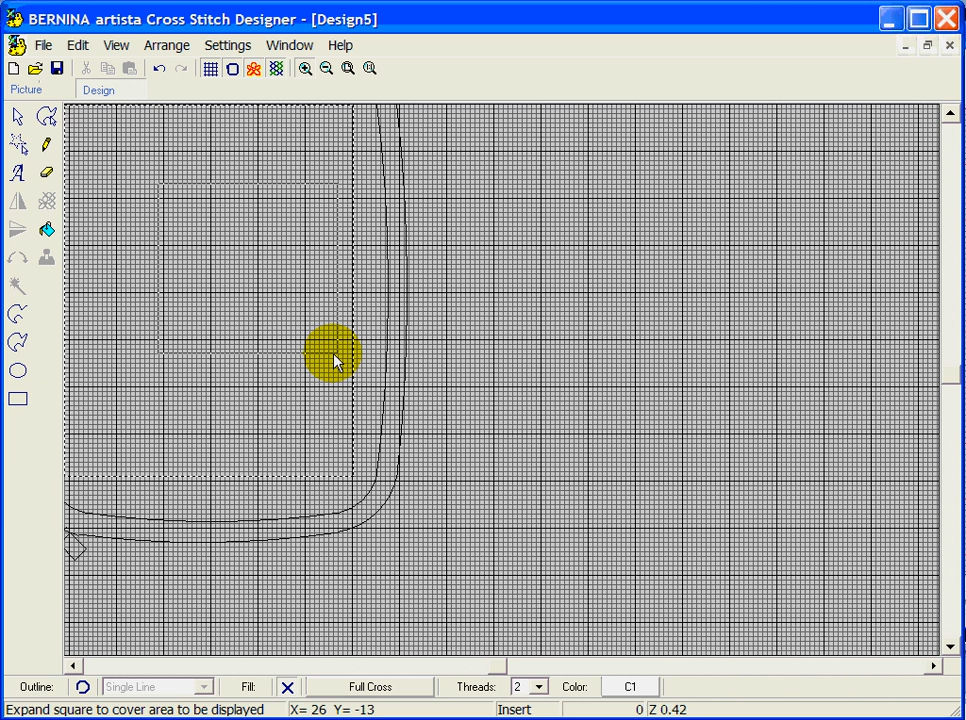 BERNINA artista Cross Stitch Designer - [Design5]
File Edit View Arrange Settings Window Help
Picture Design
A
Outline: Single Line Fill: Full Cross Threads: 2 Color: C1
Expand square to cover area to be displayed X= 26 Y= -13 Insert 0 Z 0.42